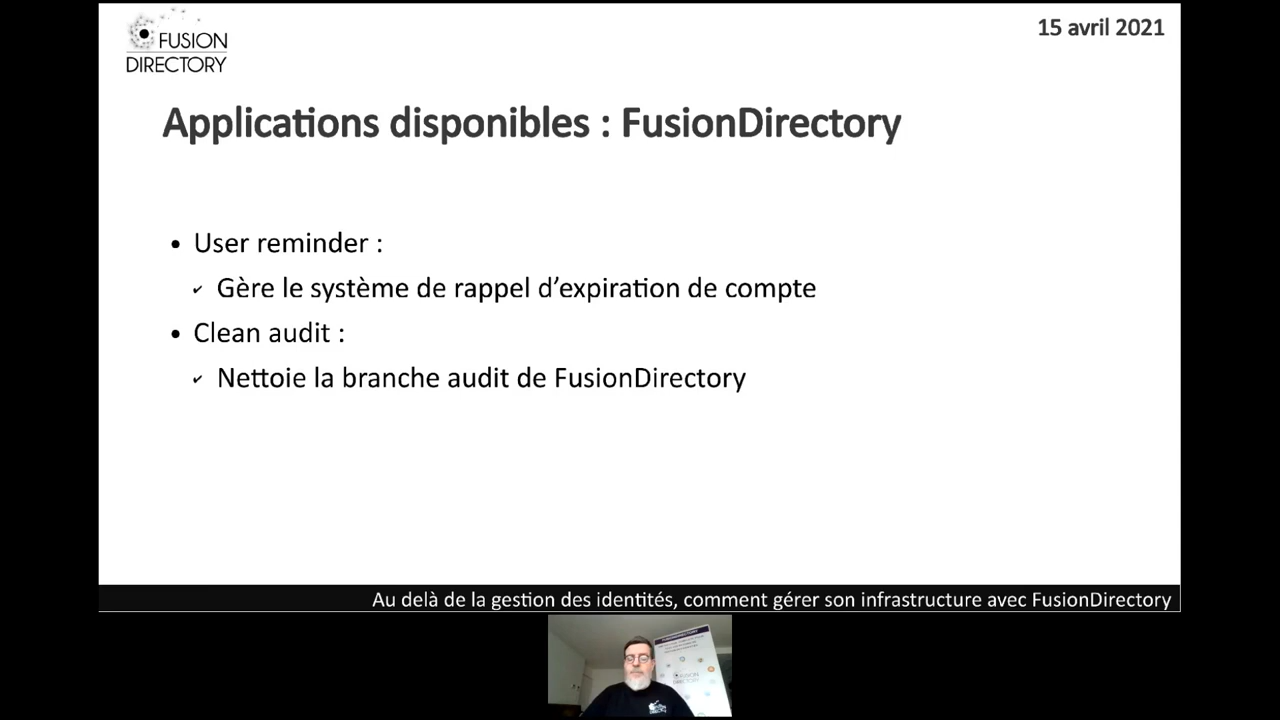 FUSION
DIRECTORY
15 avril 2021
Applications disponibles : FusionDirectory
• User reminder :
✔ Gère le système de rappel d’expiration de compte
• Clean audit :
✔ Nettoie la branche audit de FusionDirectory
Au delà de la gestion des identités, comment gérer son infrastructure avec FusionDirectory
FUSION
DIRECTORY